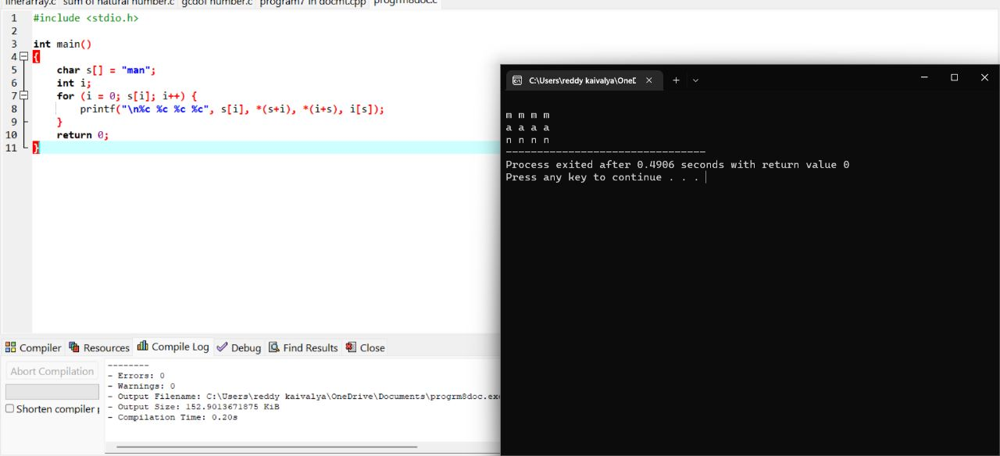 linerarray.c sum of natural number.c gcdof number.c program7 in docmt.cpp progrm8doc.c
1 #include <stdio.h>
2
3 int main()
4 {
5 char s[] = "man";
6 int i;
7 for (i = 0; s[i]; i++) {
8 printf("\n%c %c %c %c", s[i], *(s+i), *(i+s), i[s]);
9 }
10 return 0;
11 }
C:\Users\reddy kaivalya\OneD
m m m m
a a a a
n n n n
--------------------------------
Process exited after 0.4906 seconds with return value 0
Press any key to continue . . .
Compiler Resources Compile Log Debug Find Results Close
Abort Compilation
Shorten compiler p
--------
- Errors: 0
- Warnings: 0
- Output Filename: C:\Users\reddy kaivalya\OneDrive\Documents\progrm8doc.exe
- Output Size: 152.9013671875 KiB
- Compilation Time: 0.20s